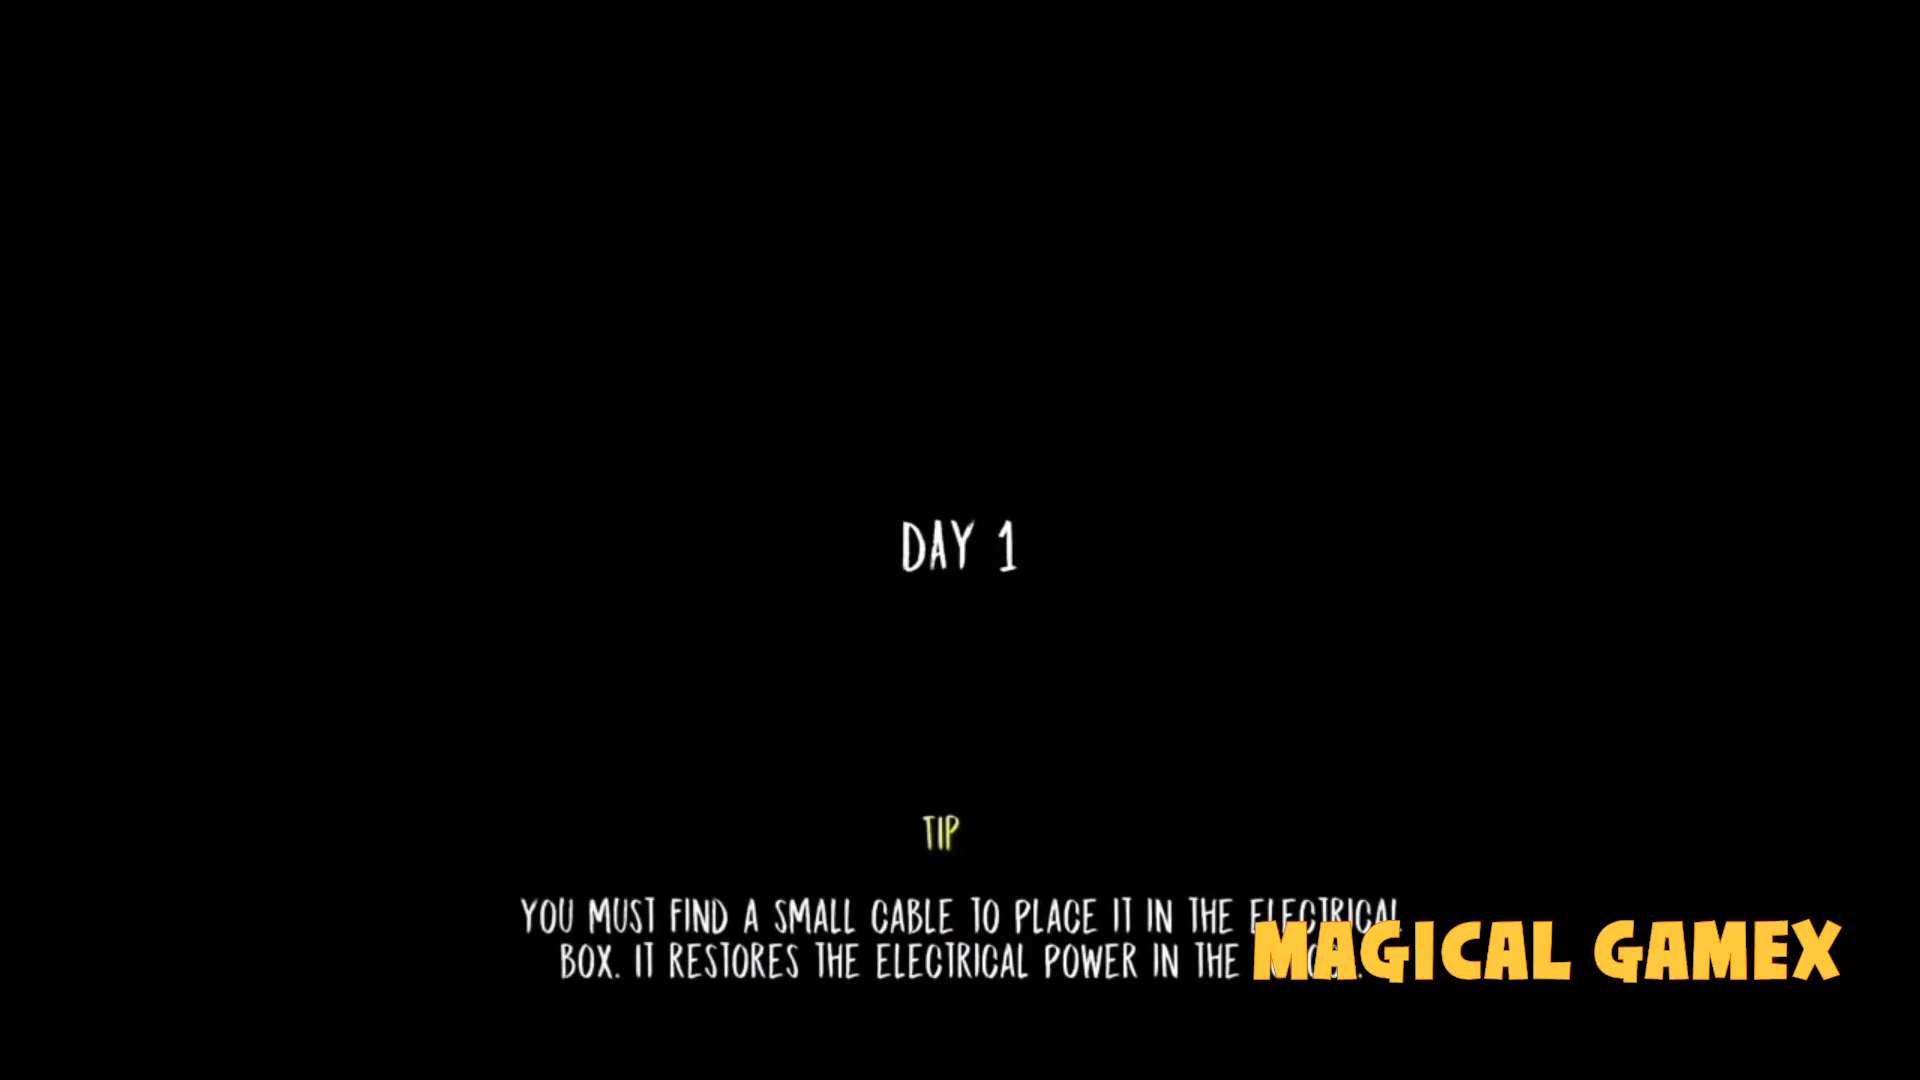 DAY 1
TIP
YOU MUST FIND A SMALL CABLE TO PLACE IT IN THE ELECTRICAL
BOX. IT RESTORES THE ELECTRICAL POWER IN THE
MAGICAL GAMEX